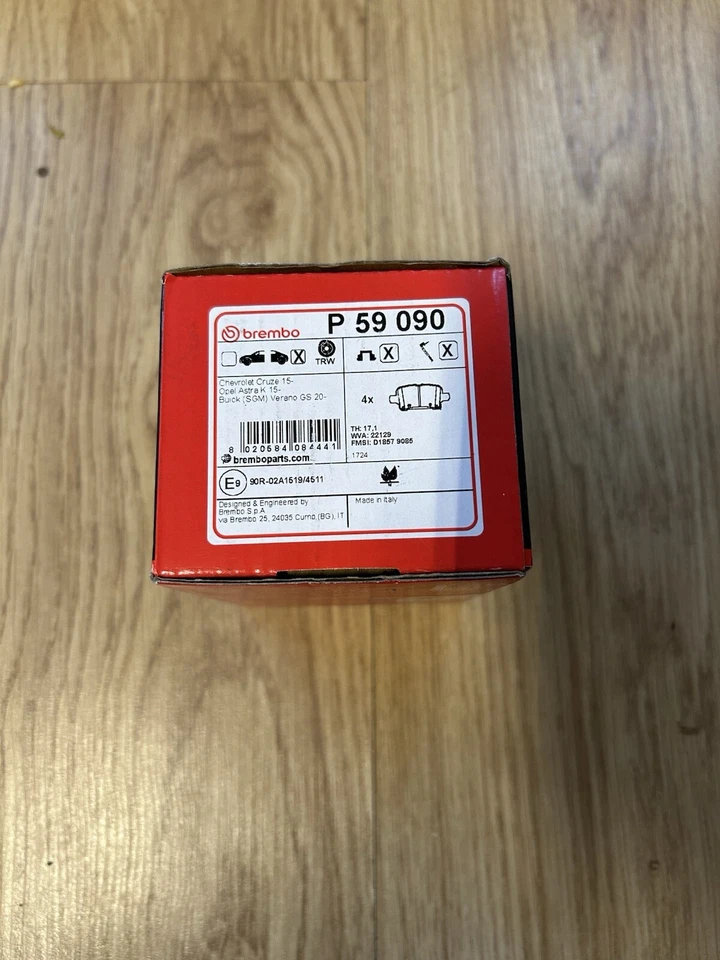 brembo P 59 090
X TRW X X
Chevrolet Cruze 15-
Opel Astra K 15-
Buick (SGM) Verano GS 20-
4x
8 020584 084441
bremboparts.com
TH: 17,1
WVA: 22129
FMSI: D1857 9085
1724
E9 90R-02A1519/4511
Designed & Engineered by
Brembo S.p.A
via Brembo 25, 24035 Curno,(BG), IT
Made in Italy